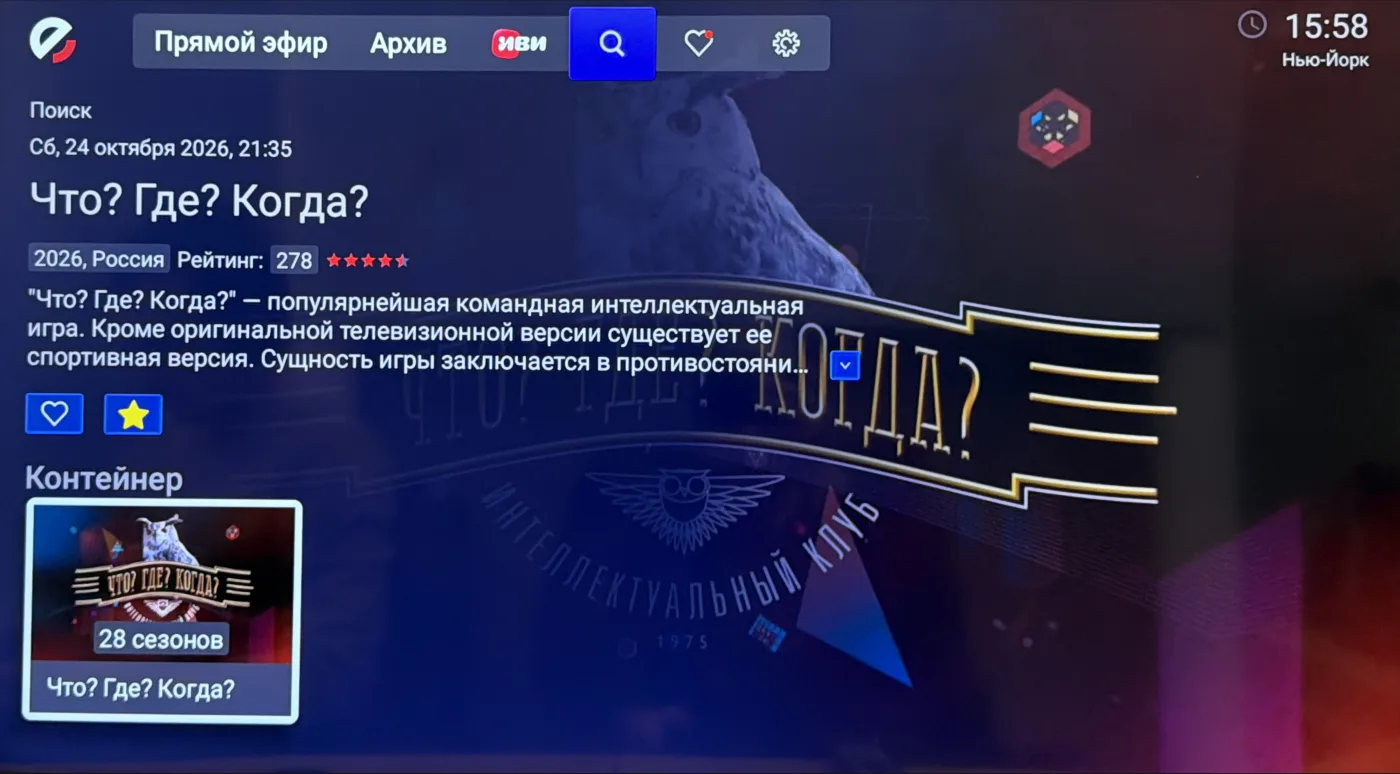 Прямой эфир Архив иви
15:58
Нью-Йорк
Поиск
Сб, 24 октября 2026, 21:35
Что? Где? Когда?
2026, Россия Рейтинг: 278
"Что? Где? Когда?" — популярнейшая командная интеллектуальная
игра. Кроме оригинальной телевизионной версии существует ее
спортивная версия. Сущность игры заключается в противостояни...
ЧТО? ГДЕ? КОГДА?
ИНТЕЛЛЕКТУАЛЬНЫЙ КЛУБ
1975
Контейнер
ЧТО? ГДЕ? КОГДА?
28 сезонов
Что? Где? Когда?